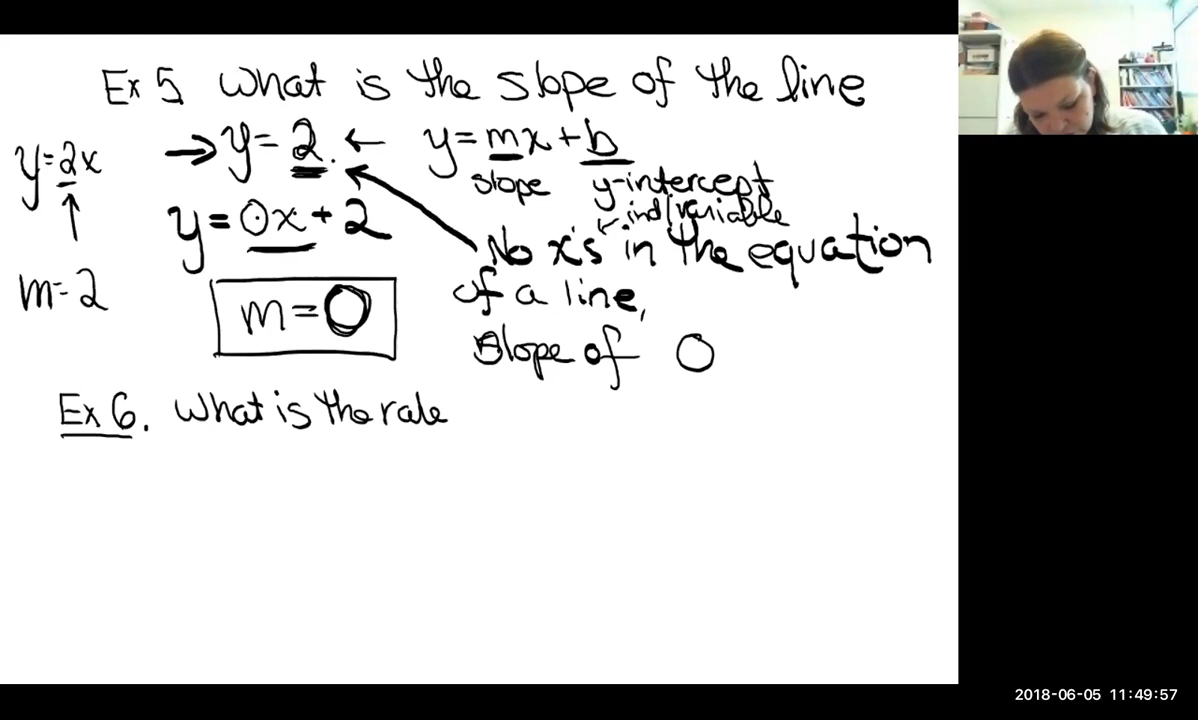 Ex 5 What is the slope of the line
→ y = 2. ← y = mx + b
slope y-intercept
y = 2x
m = 2
y = 0x + 2
m = 0
ind/variable
No x's in the equation
of a line,
Slope of 0
Ex 6. What is the rate
2018-06-05 11:49:57